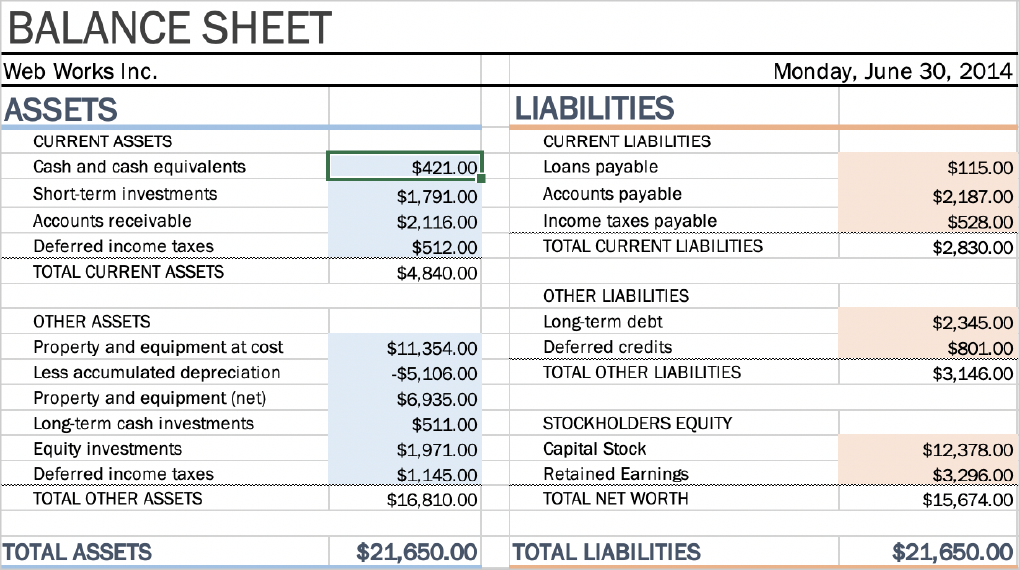 BALANCE SHEET
Web Works Inc. Monday, June 30, 2014
ASSETS
CURRENT ASSETS
Cash and cash equivalents $421.00
Short-term investments $1,791.00
Accounts receivable $2,116.00
Deferred income taxes $512.00
TOTAL CURRENT ASSETS $4,840.00
OTHER ASSETS
Property and equipment at cost $11,354.00
Less accumulated depreciation -$5,106.00
Property and equipment (net) $6,935.00
Long-term cash investments $511.00
Equity investments $1,971.00
Deferred income taxes $1,145.00
TOTAL OTHER ASSETS $16,810.00
TOTAL ASSETS $21,650.00
LIABILITIES
CURRENT LIABILITIES
Loans payable $115.00
Accounts payable $2,187.00
Income taxes payable $528.00
TOTAL CURRENT LIABILITIES $2,830.00
OTHER LIABILITIES
Long-term debt $2,345.00
Deferred credits $801.00
TOTAL OTHER LIABILITIES $3,146.00
STOCKHOLDERS EQUITY
Capital Stock $12,378.00
Retained Earnings $3,296.00
TOTAL NET WORTH $15,674.00
TOTAL LIABILITIES $21,650.00